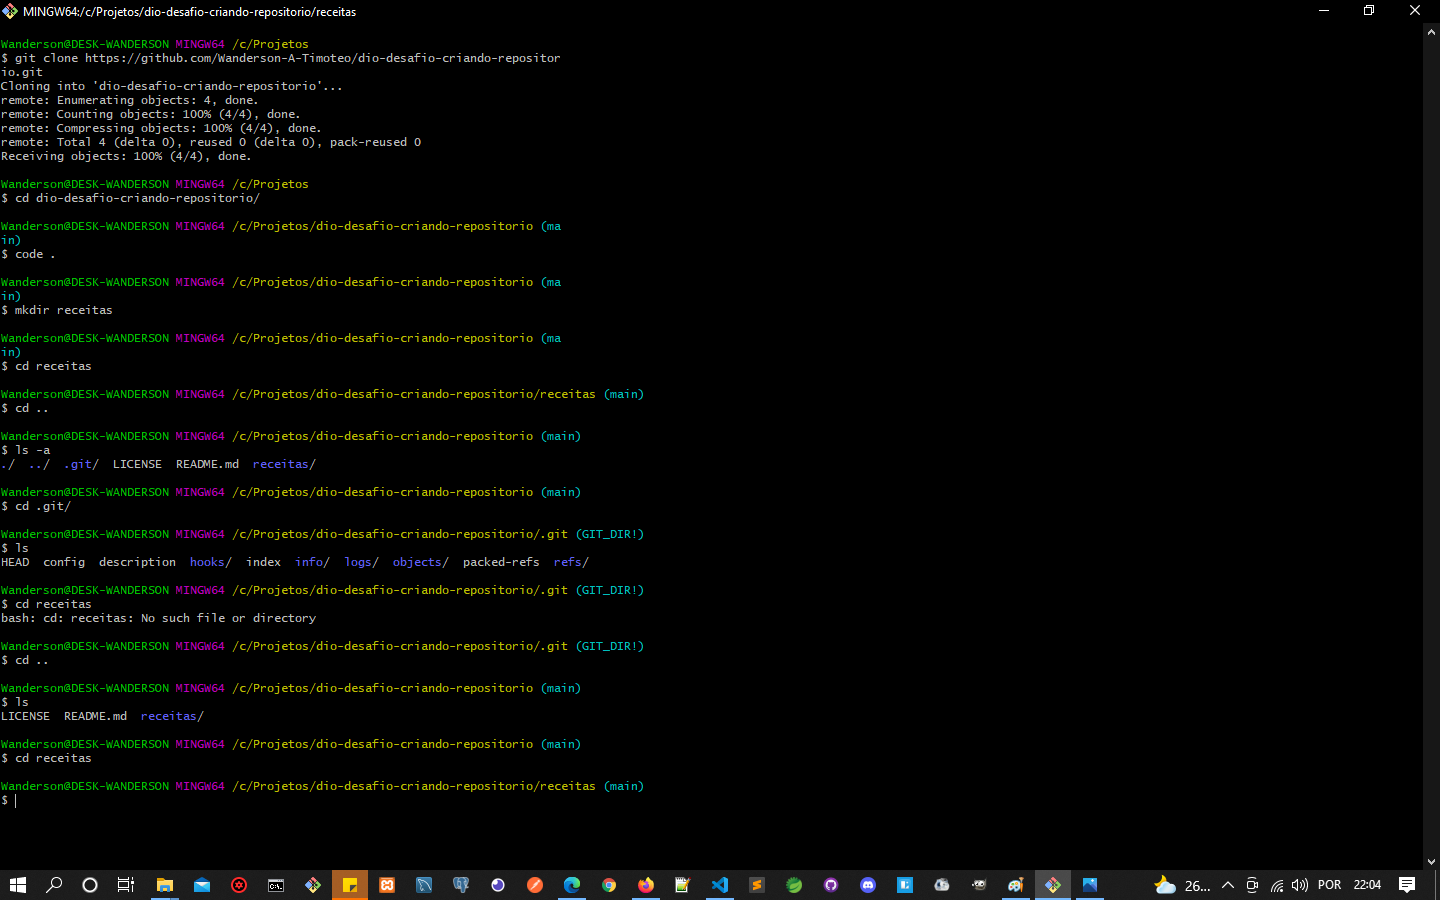 MINGW64:/c/Projetos/dio-desafio-criando-repositorio/receitas
Wanderson@DESK-WANDERSON MINGW64 /c/Projetos
$ git clone https://github.com/Wanderson-A-Timoteo/dio-desafio-criando-repositor
io.git
Cloning into 'dio-desafio-criando-repositorio'...
remote: Enumerating objects: 4, done.
remote: Counting objects: 100% (4/4), done.
remote: Compressing objects: 100% (4/4), done.
remote: Total 4 (delta 0), reused 0 (delta 0), pack-reused 0
Receiving objects: 100% (4/4), done.
Wanderson@DESK-WANDERSON MINGW64 /c/Projetos
$ cd dio-desafio-criando-repositorio/
Wanderson@DESK-WANDERSON MINGW64 /c/Projetos/dio-desafio-criando-repositorio (ma
in)
$ code .
Wanderson@DESK-WANDERSON MINGW64 /c/Projetos/dio-desafio-criando-repositorio (ma
in)
$ mkdir receitas
Wanderson@DESK-WANDERSON MINGW64 /c/Projetos/dio-desafio-criando-repositorio (ma
in)
$ cd receitas
Wanderson@DESK-WANDERSON MINGW64 /c/Projetos/dio-desafio-criando-repositorio/receitas (main)
$ cd ..
Wanderson@DESK-WANDERSON MINGW64 /c/Projetos/dio-desafio-criando-repositorio (main)
$ ls -a
./ ../ .git/ LICENSE README.md receitas/
Wanderson@DESK-WANDERSON MINGW64 /c/Projetos/dio-desafio-criando-repositorio (main)
$ cd .git/
Wanderson@DESK-WANDERSON MINGW64 /c/Projetos/dio-desafio-criando-repositorio/.git (GIT_DIR!)
$ ls
HEAD config description hooks/ index info/ logs/ objects/ packed-refs refs/
Wanderson@DESK-WANDERSON MINGW64 /c/Projetos/dio-desafio-criando-repositorio/.git (GIT_DIR!)
$ cd receitas
bash: cd: receitas: No such file or directory
Wanderson@DESK-WANDERSON MINGW64 /c/Projetos/dio-desafio-criando-repositorio/.git (GIT_DIR!)
$ cd ..
Wanderson@DESK-WANDERSON MINGW64 /c/Projetos/dio-desafio-criando-repositorio (main)
$ ls
LICENSE README.md receitas/
Wanderson@DESK-WANDERSON MINGW64 /c/Projetos/dio-desafio-criando-repositorio (main)
$ cd receitas
Wanderson@DESK-WANDERSON MINGW64 /c/Projetos/dio-desafio-criando-repositorio/receitas (main)
$
26... POR 22:04